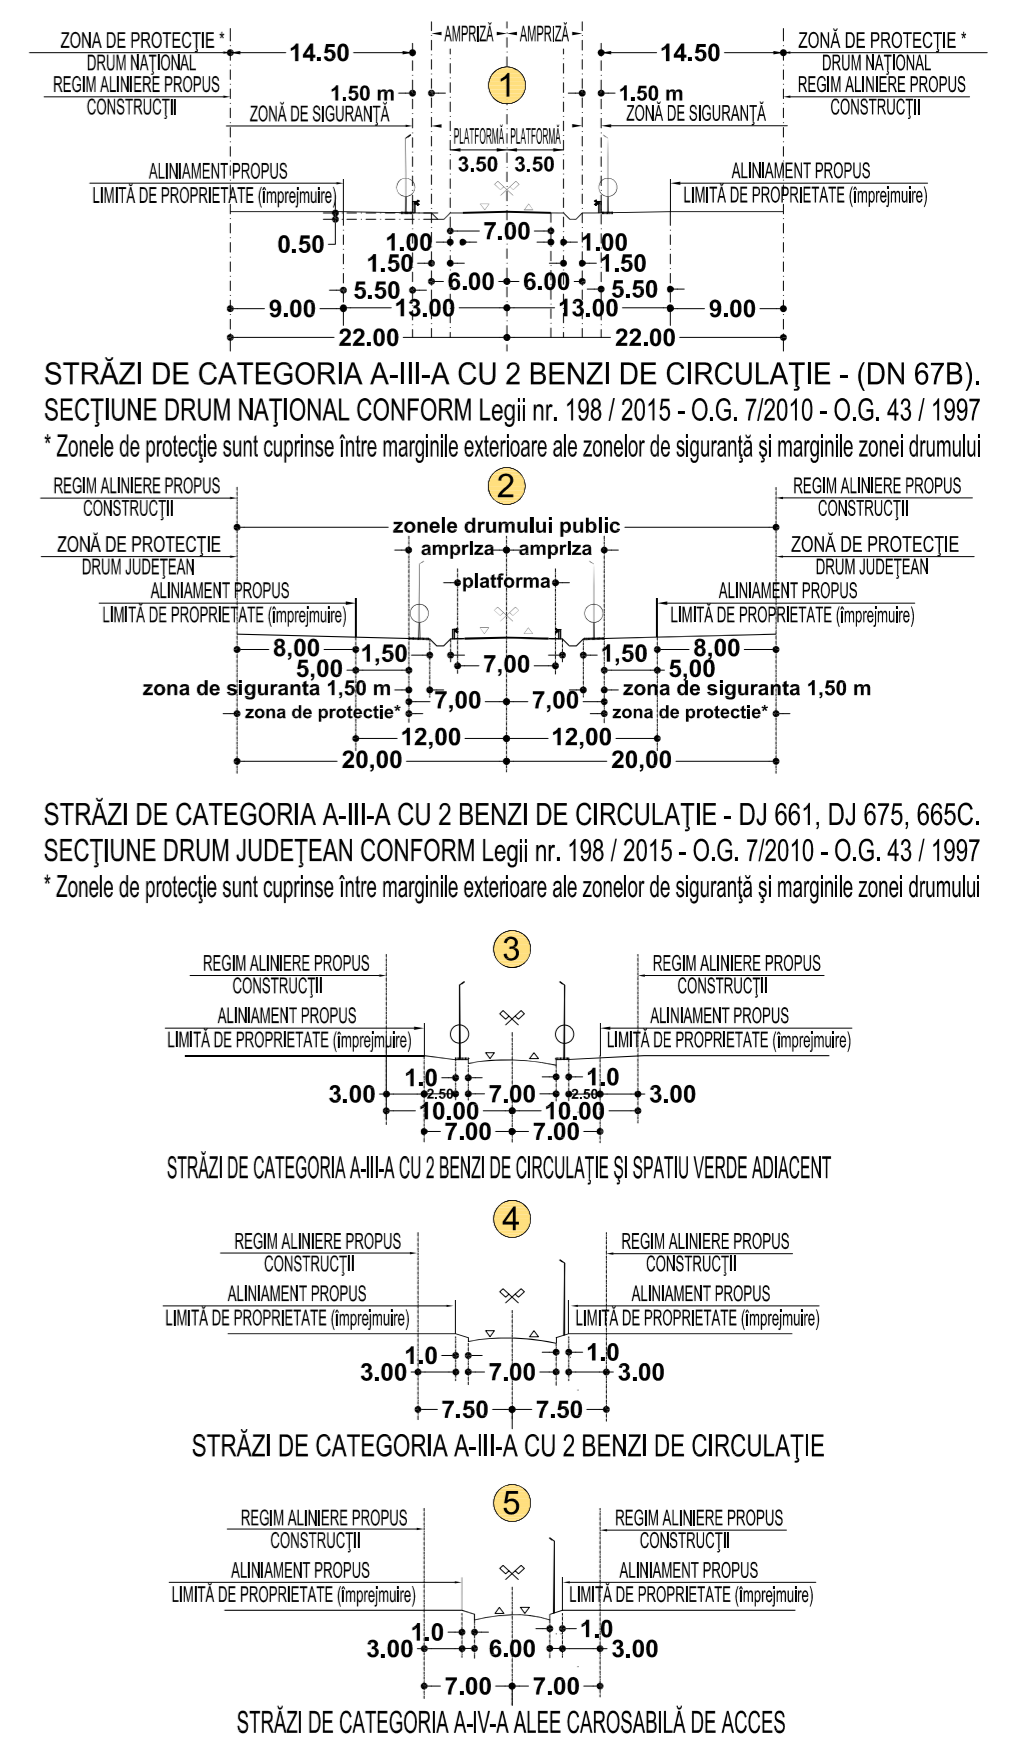 ZONA DE PROTECŢIE *
DRUM NAŢIONAL
REGIM ALINIERE PROPUS
CONSTRUCŢII
14.50
AMPRIZĂ AMPRIZĂ
14.50
ZONĂ DE PROTECŢIE *
DRUM NAŢIONAL
REGIM ALINIERE PROPUS
CONSTRUCŢII
1
1.50 m
1.50 m
ZONĂ DE SIGURANŢĂ
ZONĂ DE SIGURANŢĂ
PLATFORMĂ PLATFORMĂ
3.50 3.50
ALINIAMENT PROPUS
LIMITĂ DE PROPRIETATE (împrejmuire)
ALINIAMENT PROPUS
LIMITĂ DE PROPRIETATE (împrejmuire)
7.00
0.50 1.00 1.00
1.50 1.50
6.00 6.00
5.50 5.50
9.00 13.00 13.00 9.00
22.00 22.00
STRĂZI DE CATEGORIA A-III-A CU 2 BENZI DE CIRCULAŢIE - (DN 67B).
SECŢIUNE DRUM NAŢIONAL CONFORM Legii nr. 198 / 2015 - O.G. 7/2010 - O.G. 43 / 1997
* Zonele de protecţie sunt cuprinse între marginile exterioare ale zonelor de siguranţă şi marginile zonei drumului
2
REGIM ALINIERE PROPUS
CONSTRUCŢII
REGIM ALINIERE PROPUS
CONSTRUCŢII
zonele drumului public
ZONĂ DE PROTECŢIE
DRUM JUDEŢEAN
amprIza amprIza
ZONĂ DE PROTECŢIE
DRUM JUDEŢEAN
platforma
ALINIAMENT PROPUS
LIMITĂ DE PROPRIETATE (împrejmuire)
ALINIAMENT PROPUS
LIMITĂ DE PROPRIETATE (împrejmuire)
8,00 1,50 7,00 1,50 8,00
5,00 5,00
zona de siguranta 1,50 m zona de siguranta 1,50 m
7,00 7,00
zona de protectie* zona de protectie*
12,00 12,00
20,00 20,00
STRĂZI DE CATEGORIA A-III-A CU 2 BENZI DE CIRCULAŢIE - DJ 661, DJ 675, 665C.
SECŢIUNE DRUM JUDEŢEAN CONFORM Legii nr. 198 / 2015 - O.G. 7/2010 - O.G. 43 / 1997
* Zonele de protecţie sunt cuprinse între marginile exterioare ale zonelor de siguranţă şi marginile zonei drumului
3
REGIM ALINIERE PROPUS
CONSTRUCŢII
REGIM ALINIERE PROPUS
CONSTRUCŢII
ALINIAMENT PROPUS
LIMITĂ DE PROPRIETATE (împrejmuire)
ALINIAMENT PROPUS
LIMITĂ DE PROPRIETATE (împrejmuire)
1.0 1.0
3.00 2.50 7.00 2.50 3.00
10.00 10.00
7.00 7.00
STRĂZI DE CATEGORIA A-III-A CU 2 BENZI DE CIRCULAŢIE ŞI SPATIU VERDE ADIACENT
4
REGIM ALINIERE PROPUS
CONSTRUCŢII
REGIM ALINIERE PROPUS
CONSTRUCŢII
ALINIAMENT PROPUS
LIMITĂ DE PROPRIETATE (împrejmuire)
ALINIAMENT PROPUS
LIMITĂ DE PROPRIETATE (împrejmuire)
1.0 1.0
3.00 7.00 3.00
7.50 7.50
STRĂZI DE CATEGORIA A-III-A CU 2 BENZI DE CIRCULAŢIE
5
REGIM ALINIERE PROPUS
CONSTRUCŢII
REGIM ALINIERE PROPUS
CONSTRUCŢII
ALINIAMENT PROPUS
LIMITĂ DE PROPRIETATE (împrejmuire)
ALINIAMENT PROPUS
LIMITĂ DE PROPRIETATE (împrejmuire)
1.0 1.0
3.00 6.00 3.00
7.00 7.00
STRĂZI DE CATEGORIA A-IV-A ALEE CAROSABILĂ DE ACCES